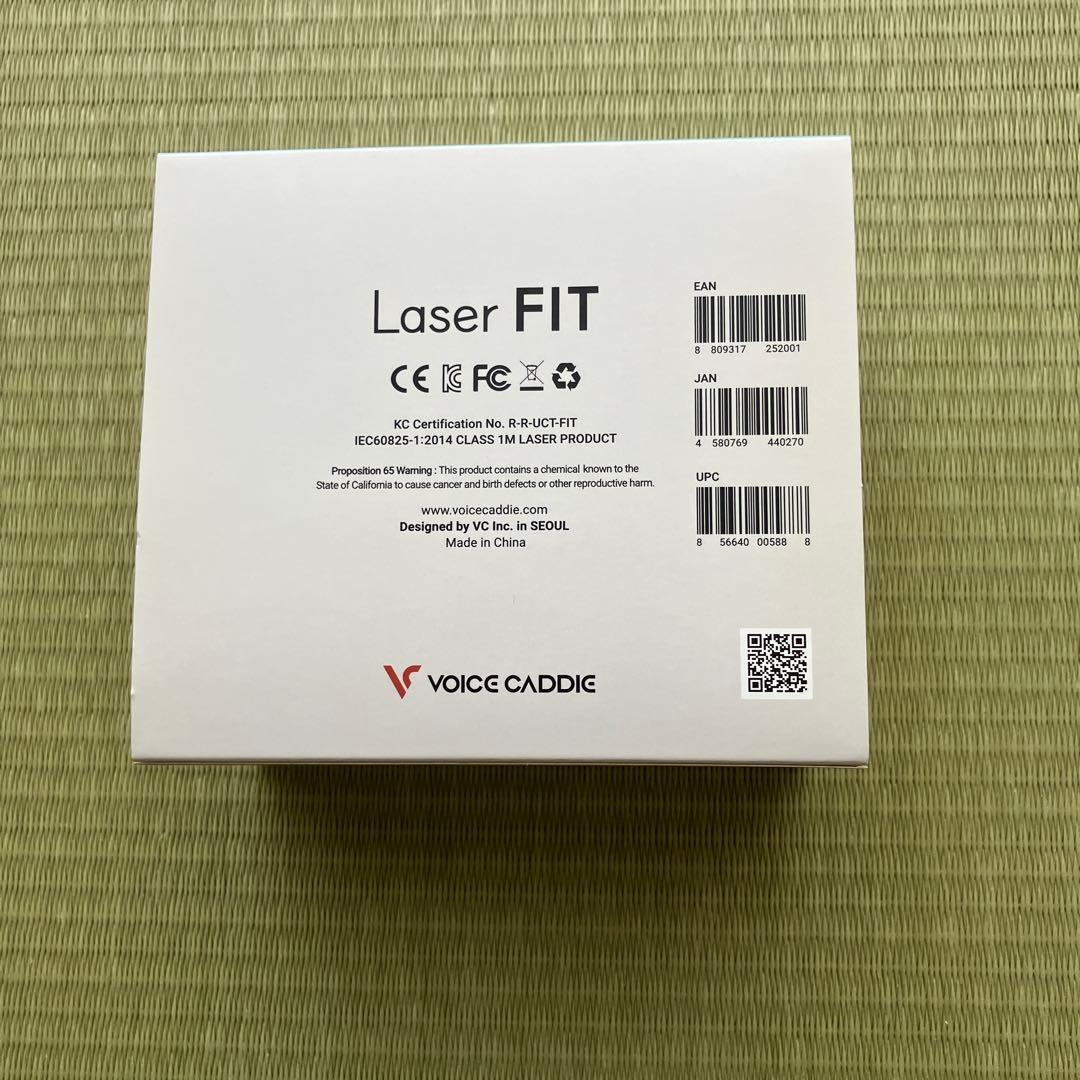 Laser FIT
CE FC
KC Certification No. R-R-UCT-FIT
IEC60825-1:2014 CLASS 1M LASER PRODUCT
Proposition 65 Warning : This product contains a chemical known to the
State of California to cause cancer and birth defects or other reproductive harm.
www.voicecaddie.com
Designed by VC Inc. in SEOUL
Made in China
VOICE CADDIE
EAN
8 809317 252001
JAN
4 580769 440270
UPC
8 56640 00588 8